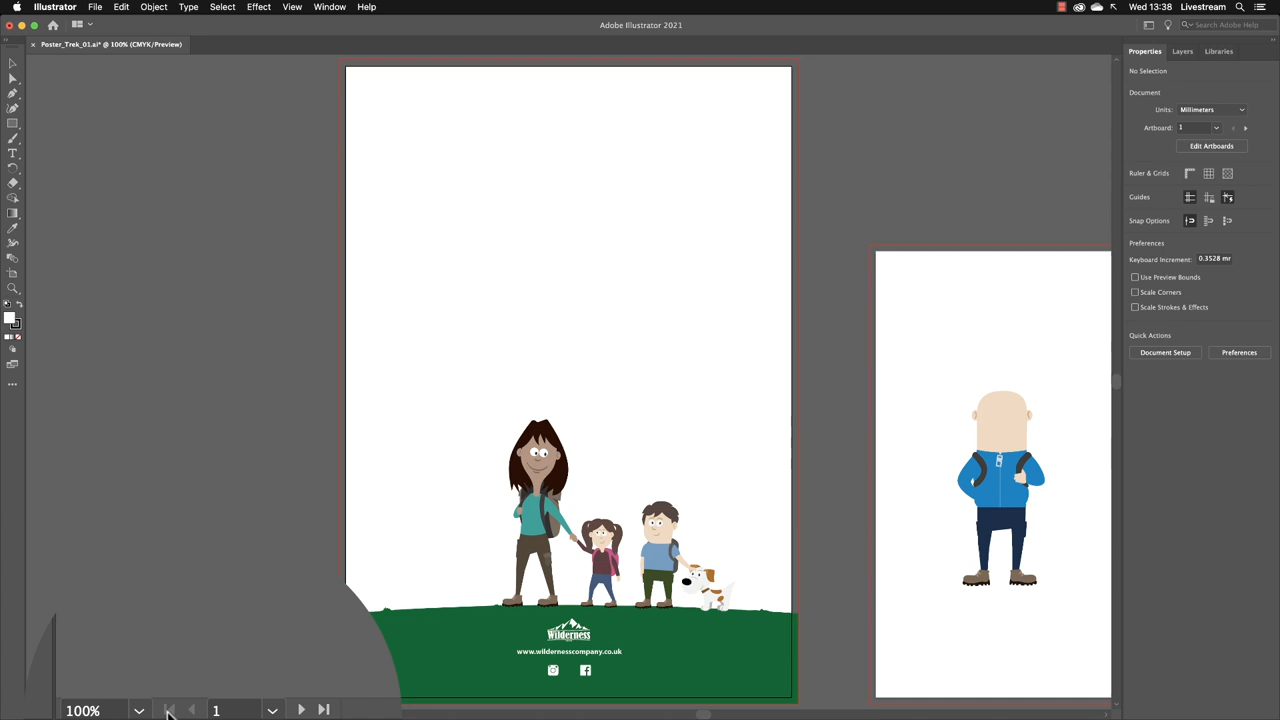 Illustrator File Edit Object Type Select Effect View Window Help
Wed 13:38 Livestream
Adobe Illustrator 2021
Search Adobe Help
× Poster_Trek_01.ai* @ 100% (CMYK/Preview)
Properties Layers Libraries
No Selection
Document
Units: Millimeters
Artboard: 1
Edit Artboards
Ruler & Grids
Guides
Snap Options
Preferences
Keyboard Increment: 0.3528 mr
Use Preview Bounds
Scale Corners
Scale Strokes & Effects
Quick Actions
Document Setup Preferences
Wilderness
www.wildernesscompany.co.uk
100% 1